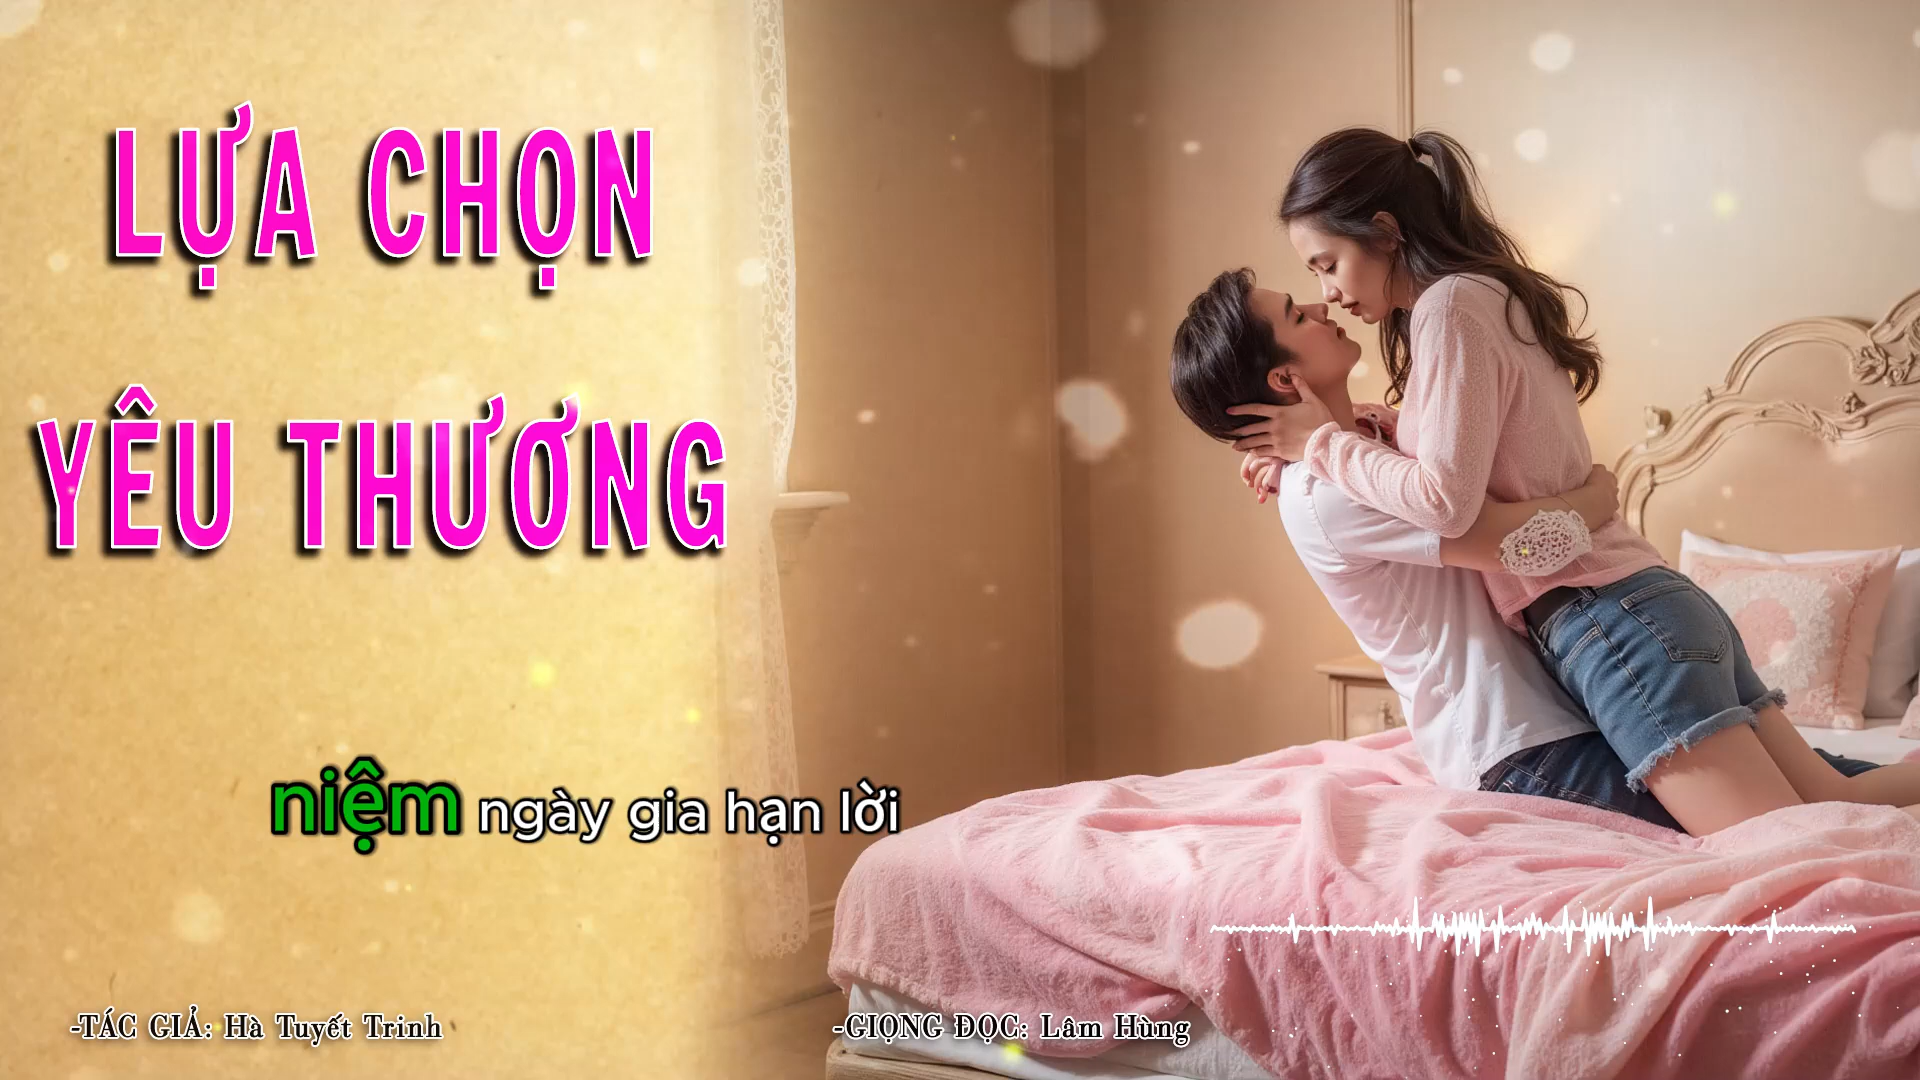 LỰA CHỌN
YÊU THƯƠNG
niệm ngày gia hạn lời
-TÁC GIẢ: Hà Tuyết Trinh
-GIỌNG ĐỌC: Lâm Hùng